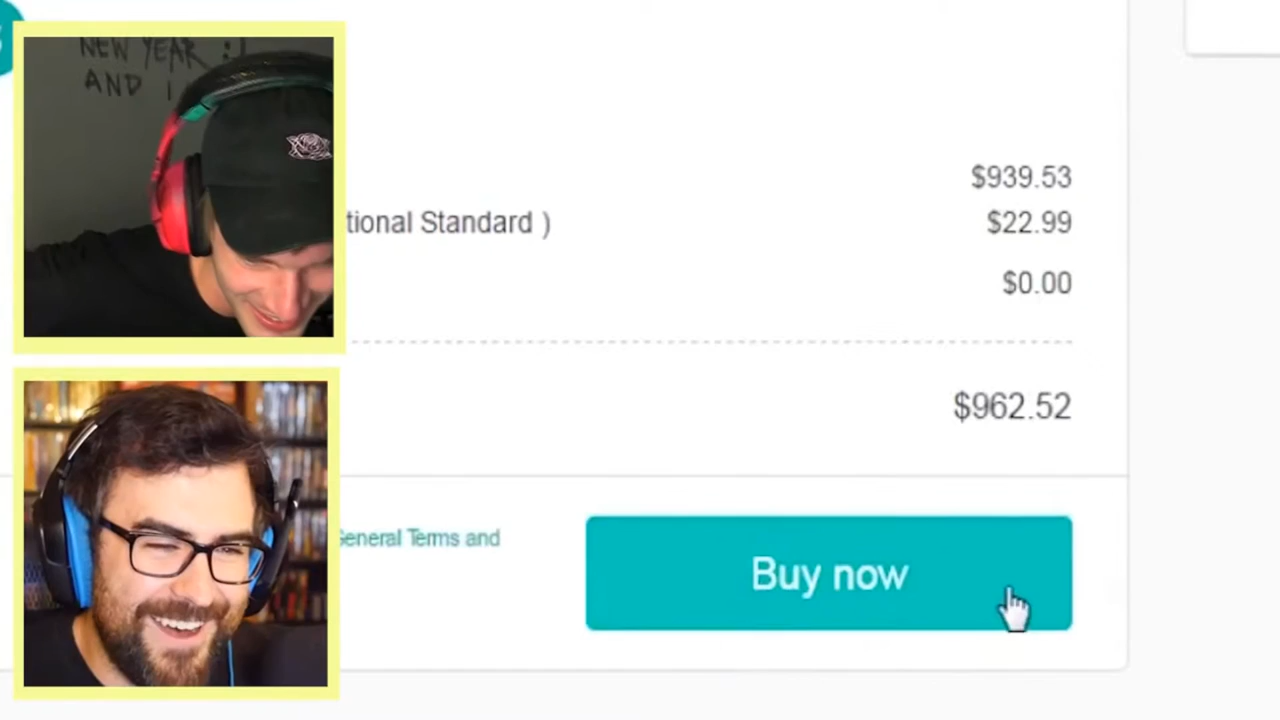 NEW YEAR :)
AND I
$939.53
tional Standard )
$22.99
$0.00
$962.52
General Terms and
Buy now